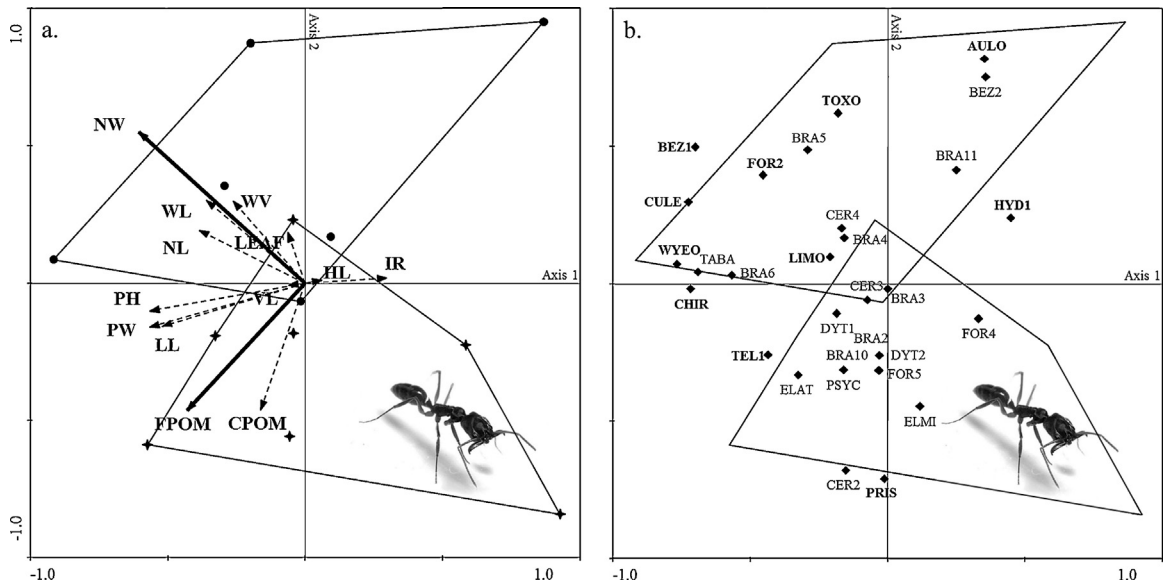 a.
Axis 2
1.0
NW
WV
WL
NL
LEAF
HL
IR
Axis 1
VL
PH
PW
LL
FPOM
CPOM
-1.0
-1.0
1.0
b.
Axis 2
AULO
BEZ2
TOXO
BRA5
BEZ1
FOR2
BRA11
CULE
HYD1
CER4
BRA4
WYEO
TABA
BRA6
LIMO
Axis 1
CHIR
CER3
BRA3
DYT1
FOR4
BRA2
TEL1
BRA10
DYT2
ELAT
PSYC
FOR5
ELMI
CER2
PRIS
-1.0
1.0